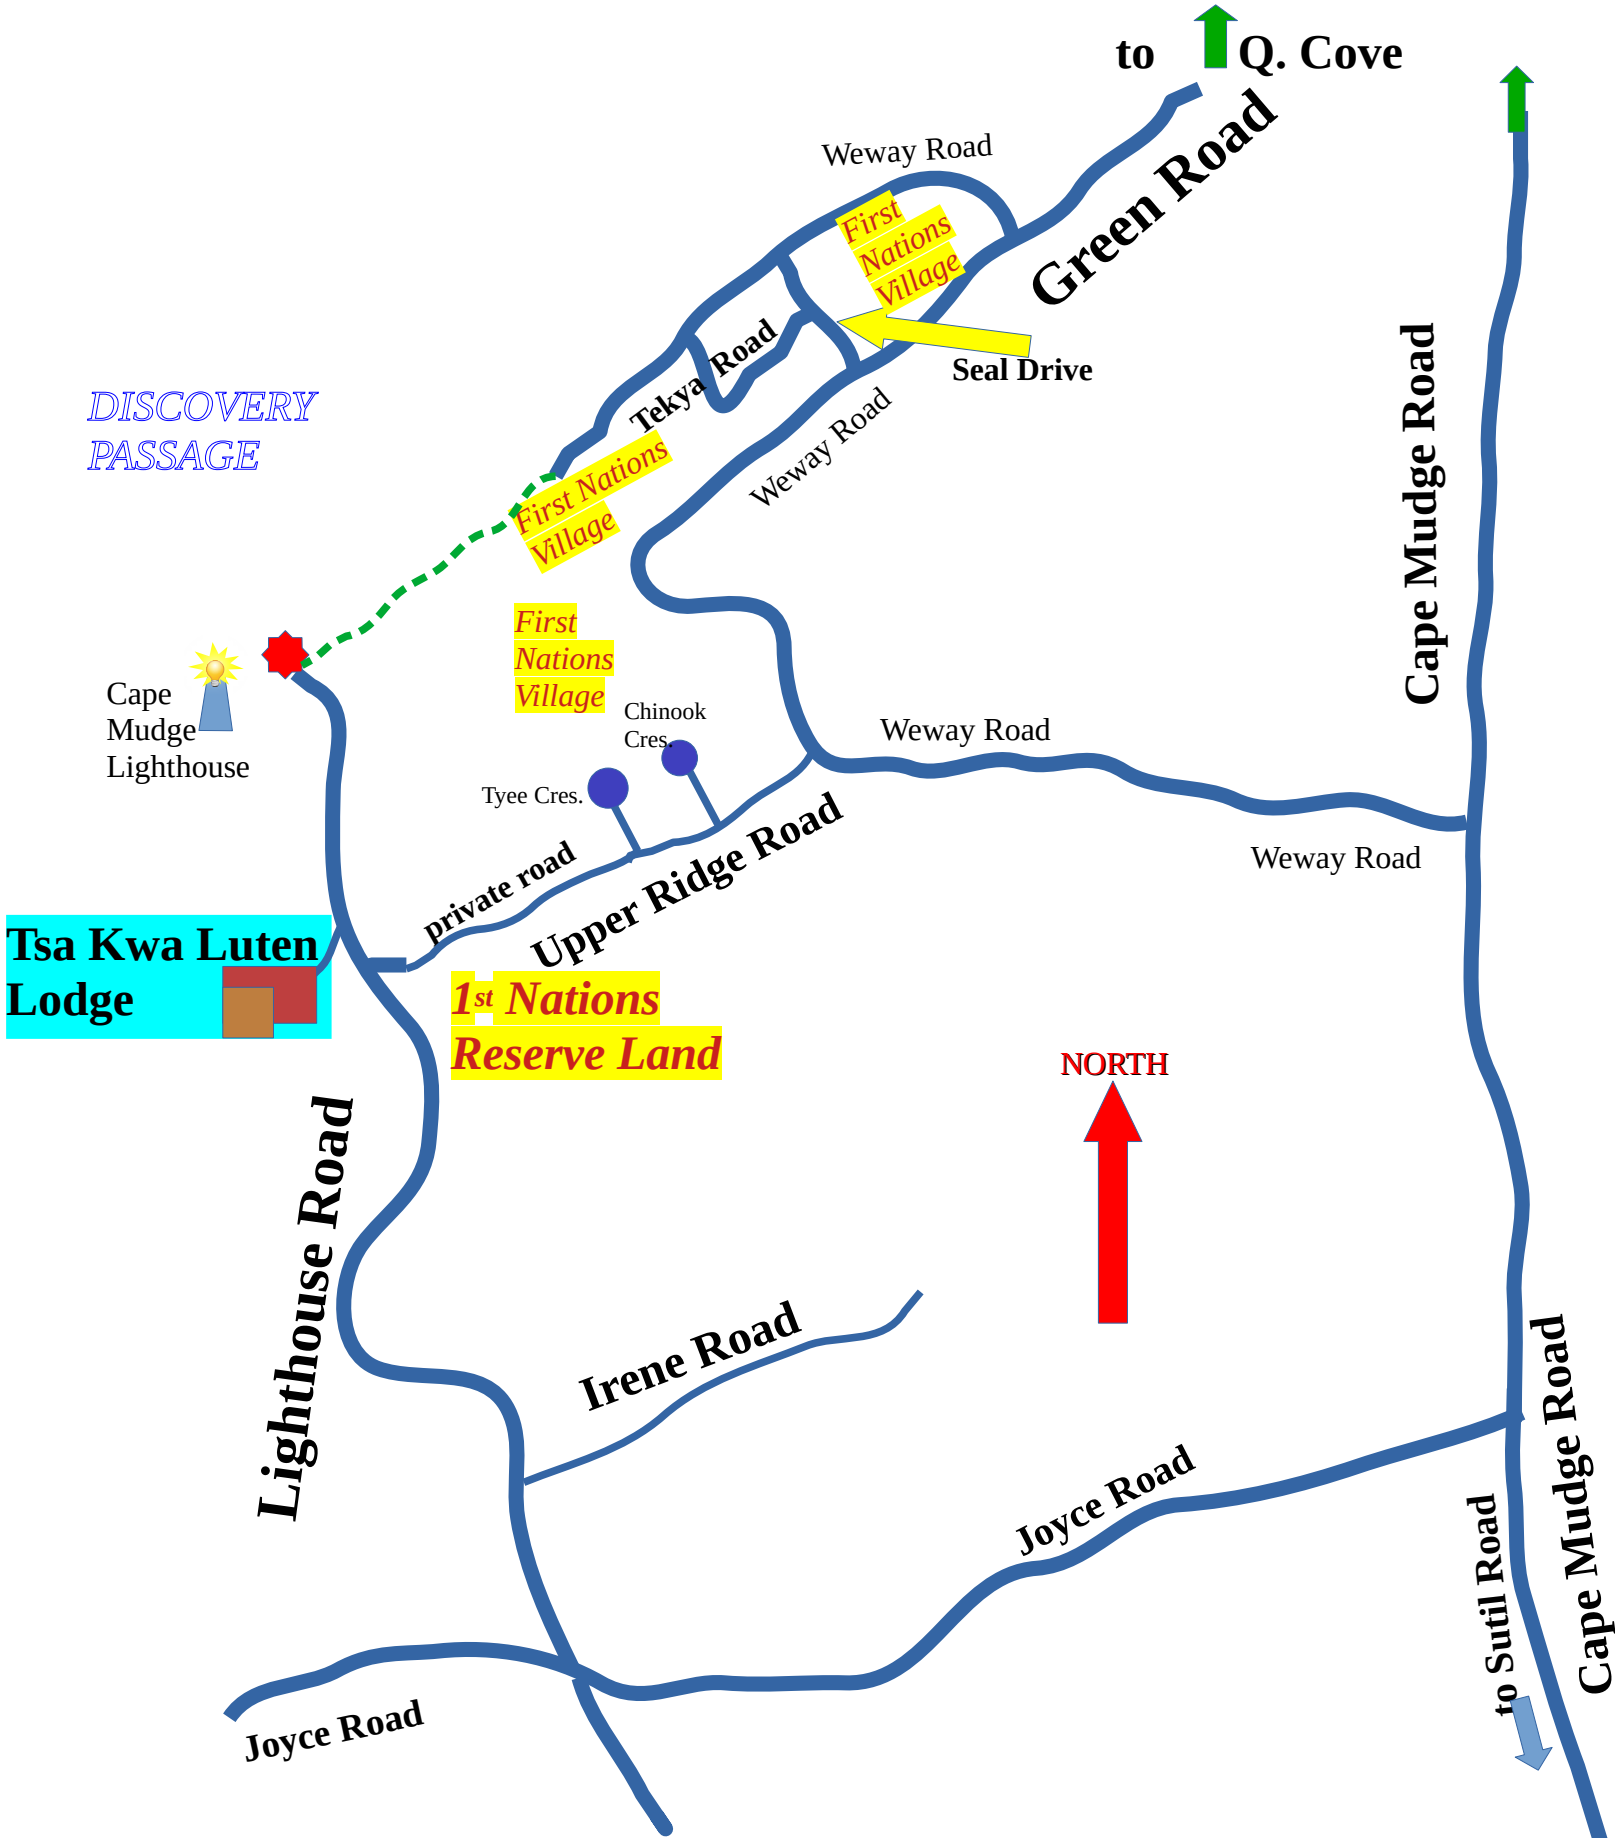 to Q. Cove
Weway Road
Green Road
First
Nations
Village
Seal Drive
Tekya Road
Weway Road
Cape Mudge Road
DISCOVERY
PASSAGE
First Nations
Village
First
Nations
Village
Cape
Mudge
Lighthouse
Chinook
Cres.
Weway Road
Tyee Cres.
private road
Upper Ridge Road
Weway Road
Tsa Kwa Luten
Lodge
1st Nations
Reserve Land
NORTH
Lighthouse Road
Irene Road
Cape Mudge Road
Joyce Road
to Sutil Road
Joyce Road